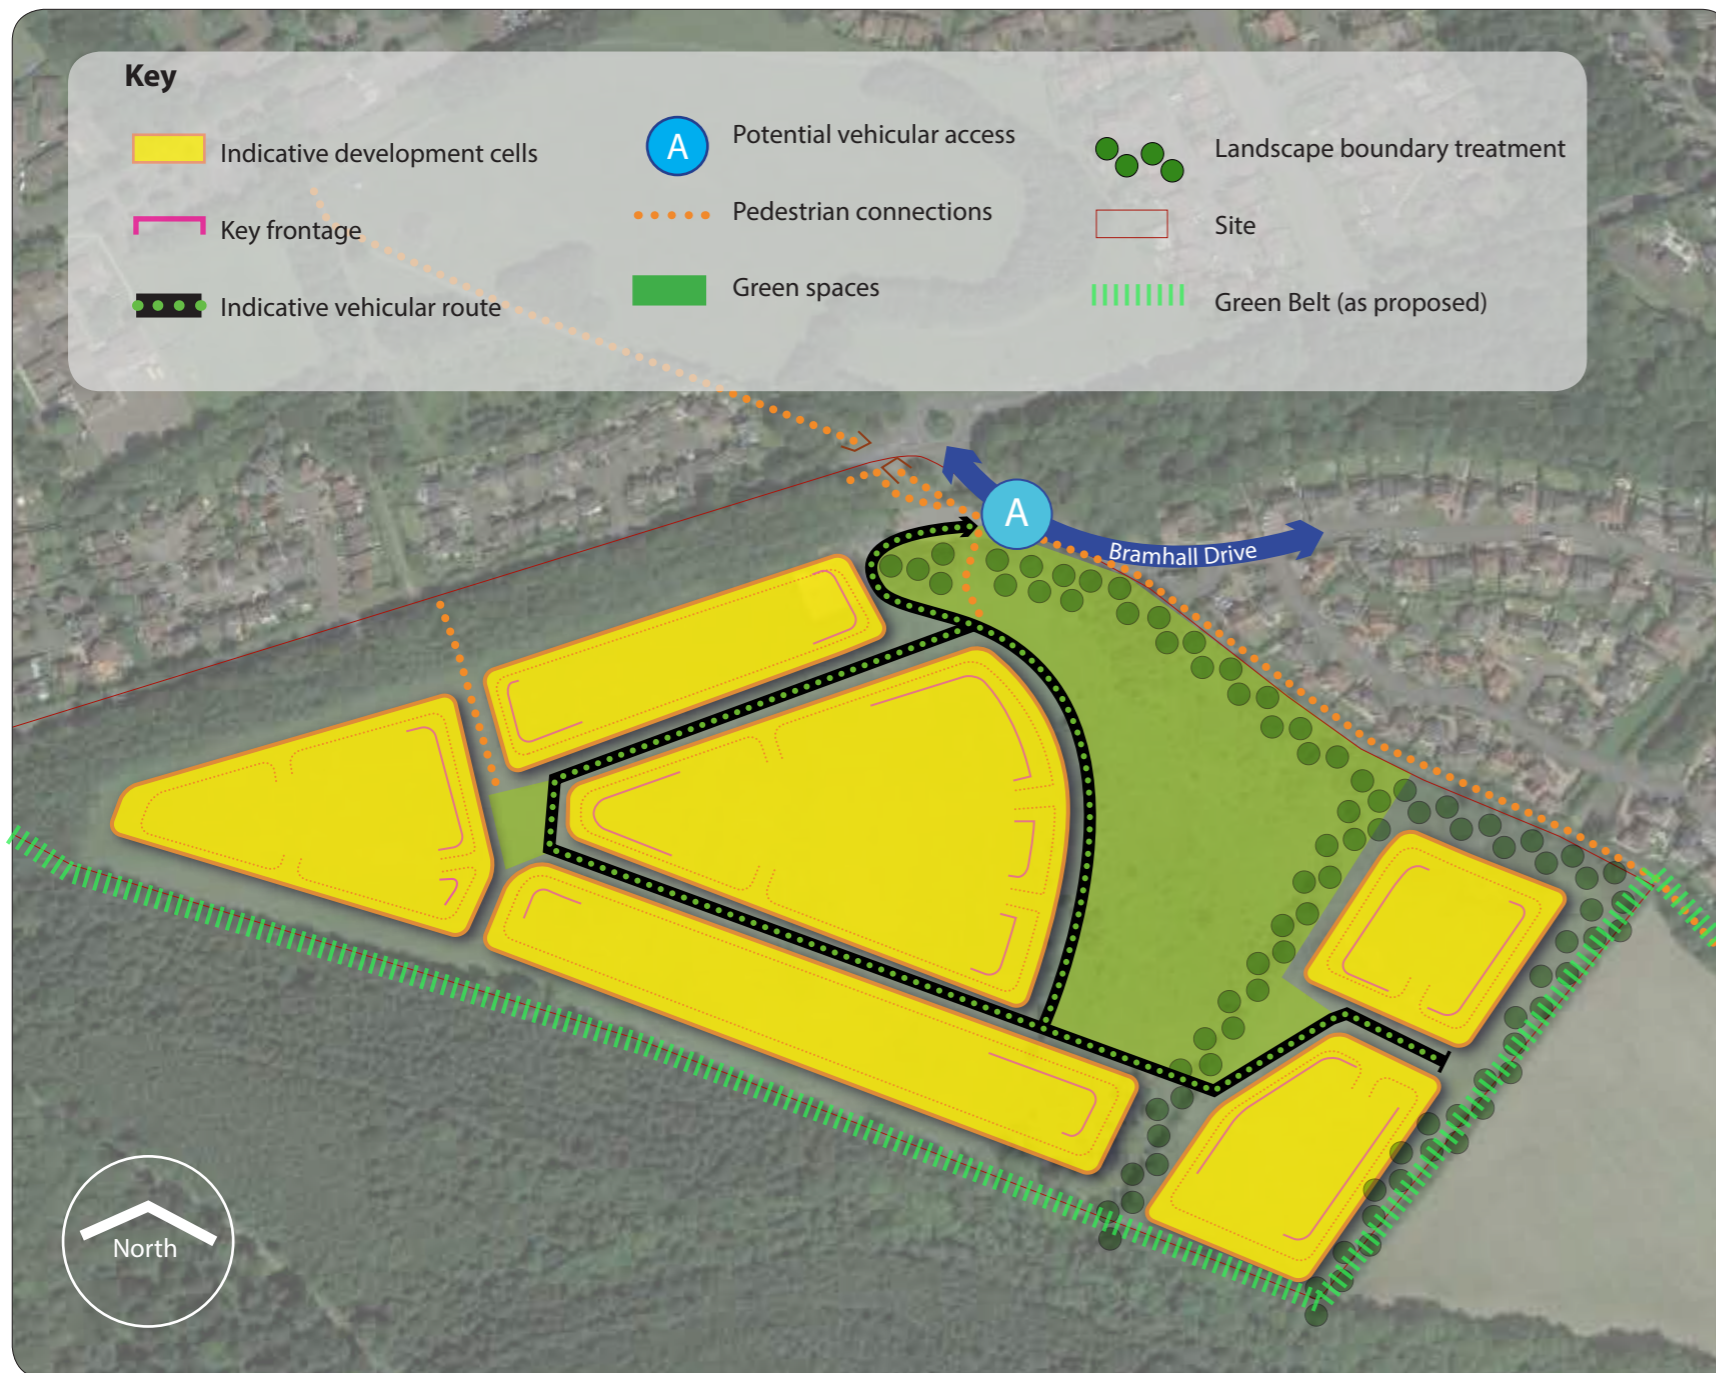 Key
Indicative development cells
Key frontage
Indicative vehicular route
A
Potential vehicular access
Pedestrian connections
Green spaces
Landscape boundary treatment
Site
Green Belt (as proposed)
A
Bramhall Drive
North